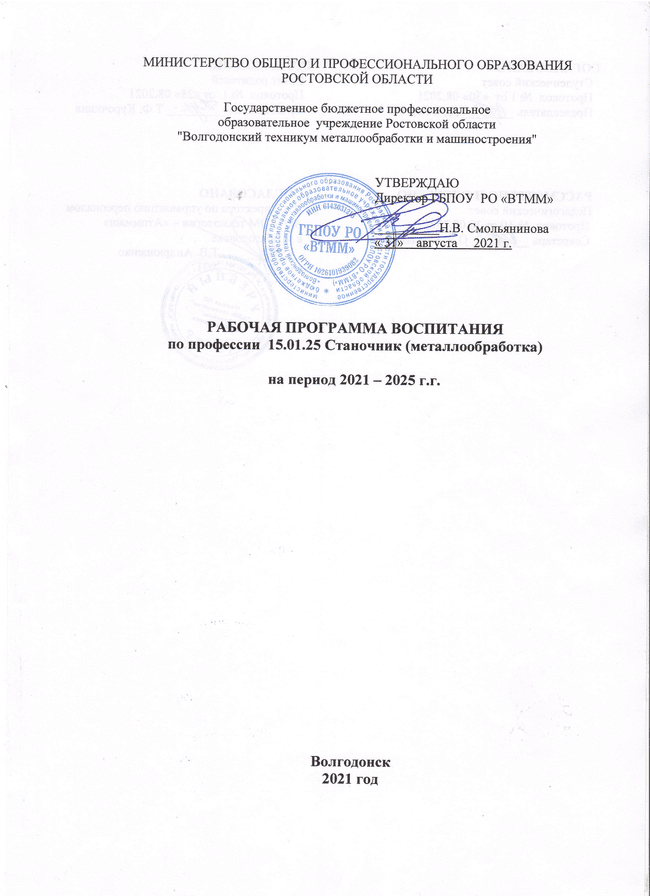 МИНИСТЕРСТВО ОБЩЕГО И ПРОФЕССИОНАЛЬНОГО ОБРАЗОВАНИЯ
РОСТОВСКОЙ ОБЛАСТИ
Государственное бюджетное профессиональное
образовательное учреждение Ростовской области
"Волгодонский техникум металлообработки и машиностроения"
УТВЕРЖДАЮ
Директор ГБПОУ РО «ВТММ»
И.В. Смольянинова
« 31» августа 2021 г.
ГБПОУ РО
«ВТММ»
РАБОЧАЯ ПРОГРАММА ВОСПИТАНИЯ
по профессии 15.01.25 Станочник (металлообработка)
на период 2021 – 2025 г.г.
Волгодонск
2021 год